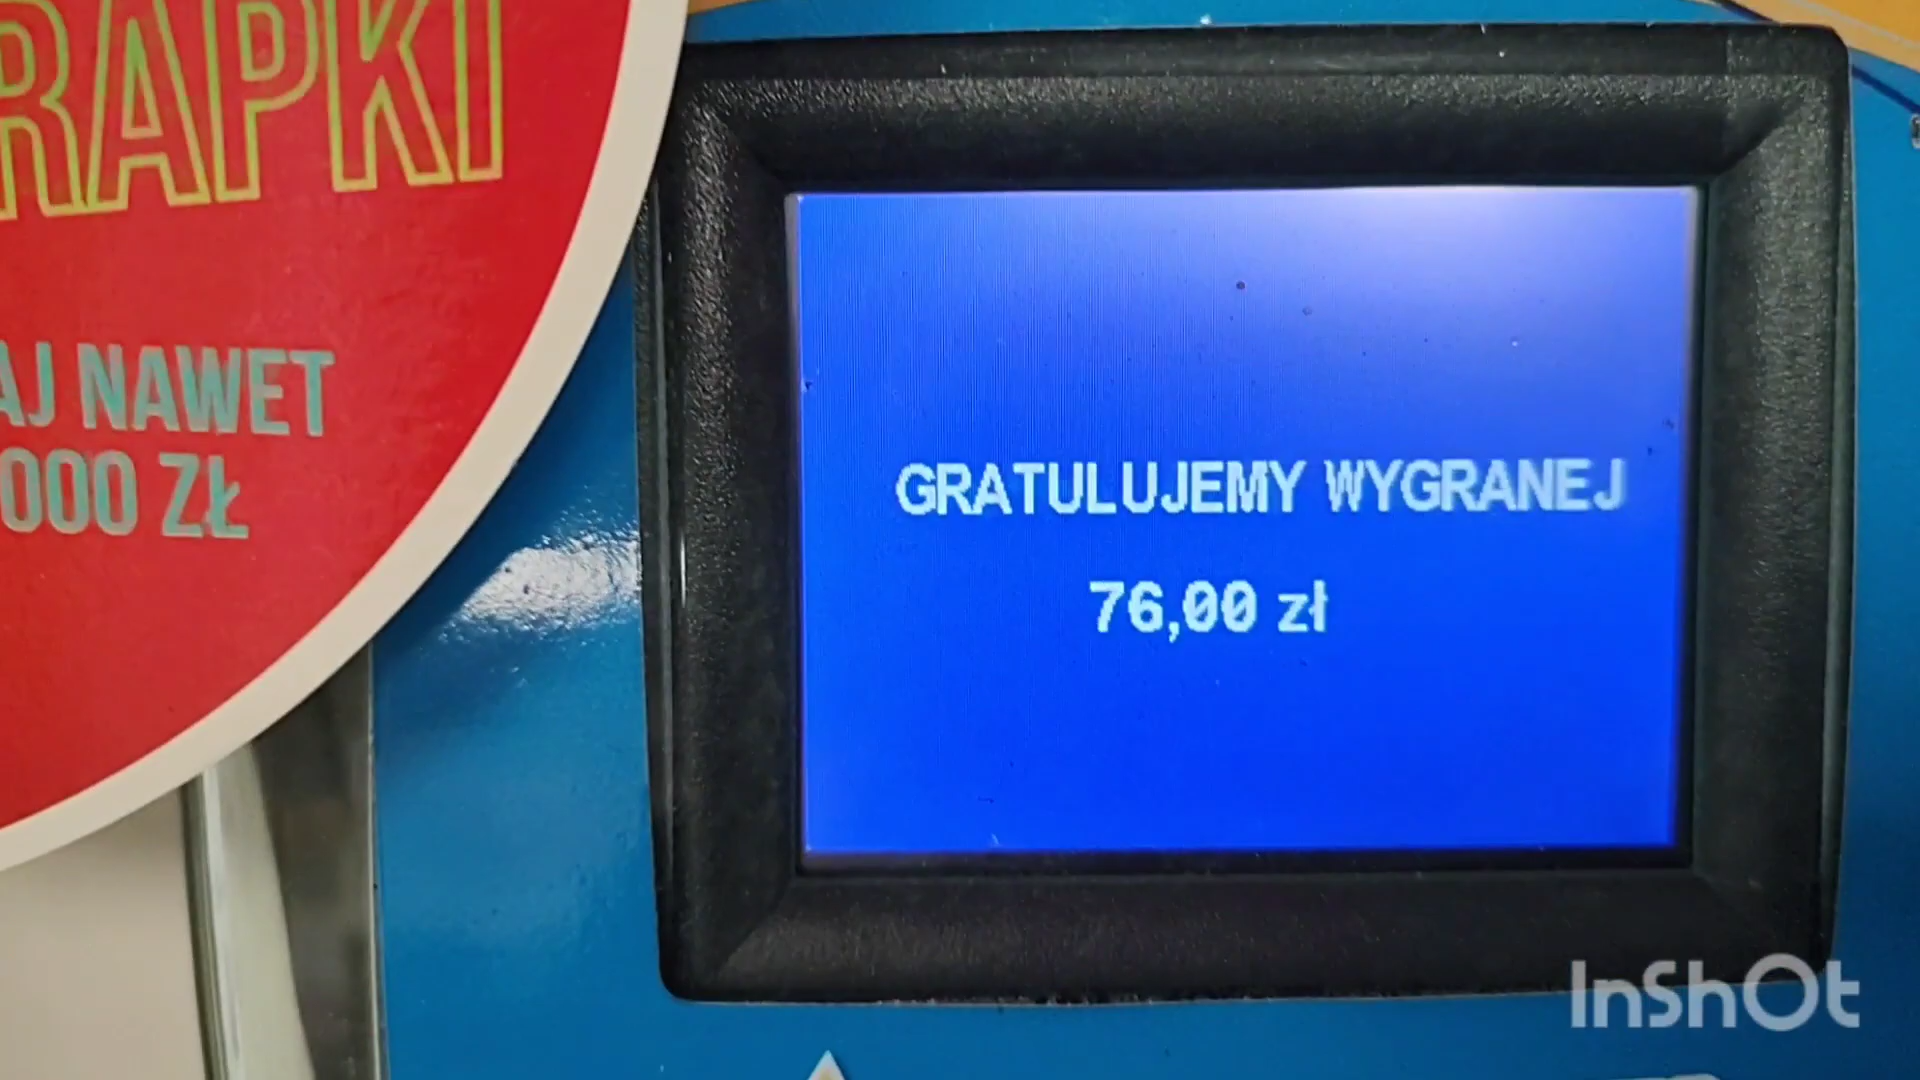 RAPKI
AJ NAWET
000 ZŁ
GRATULUJEMY WYGRANEJ
76,00 zł
InShOt